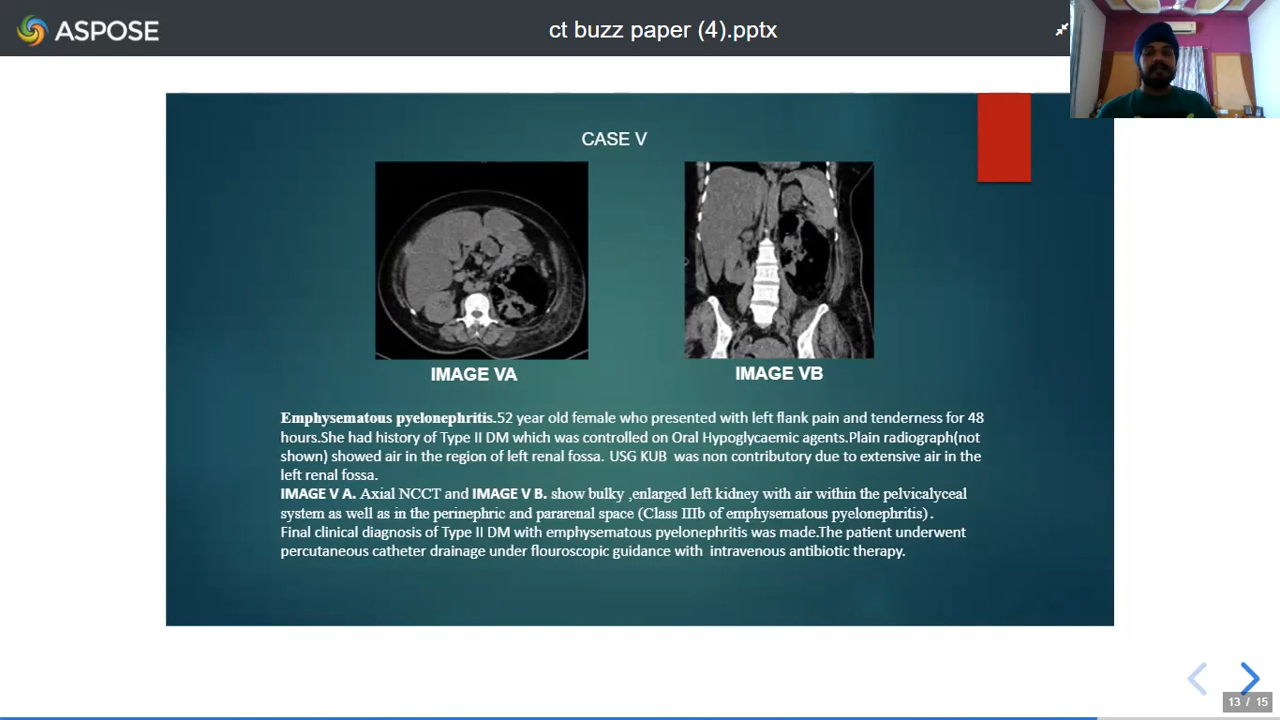 ASPOSE
ct buzz paper (4).pptx
CASE V
IMAGE VA
IMAGE VB
Emphysematous pyelonephritis.52 year old female who presented with left flank pain and tenderness for 48
hours.She had history of Type II DM which was controlled on Oral Hypoglycaemic agents.Plain radiograph(not
shown) showed air in the region of left renal fossa. USG KUB was non contributory due to extensive air in the
left renal fossa.
IMAGE V A. Axial NCCT and IMAGE V B. show bulky ,enlarged left kidney with air within the pelvicalyceal
system as well as in the perinephric and pararenal space (Class IIIb of emphysematous pyelonephritis) .
Final clinical diagnosis of Type II DM with emphysematous pyelonephritis was made.The patient underwent
percutaneous catheter drainage under flouroscopic guidance with intravenous antibiotic therapy.
13 / 15